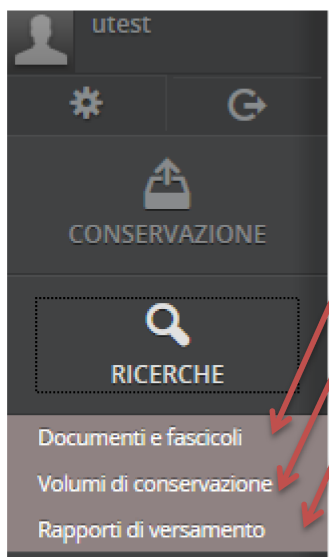 utest
CONSERVAZIONE
RICERCHE
Documenti e fascicoli
Volumi di conservazione
Rapporti di versamento